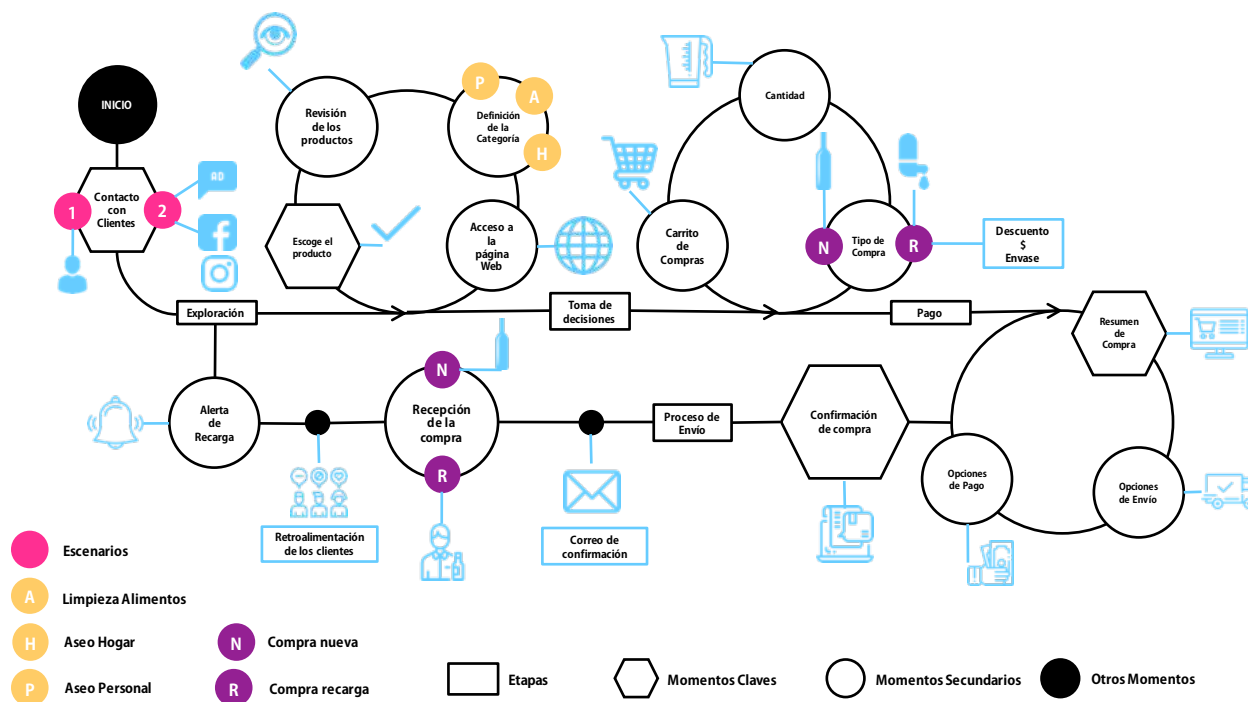 INICIO
Contacto
con
Clientes
1
2
AD
Revisión
de los
productos
P
A
H
Definición
de la
Categoría
Escoge el
producto
Acceso a
la
página
Web
Cantidad
Carrito
de
Compras
N
Tipo de
Compra
R
Descuento
$
Envase
Exploración
Toma de
decisiones
Pago
Resumen
de
Compra
Alerta
de
Recarga
N
Recepción
de la
compra
R
Proceso de
Envío
Confirmación
de compra
Opciones
de Pago
Opciones
de Envío
Retroalimentación
de los clientes
Correo de
confirmación
Escenarios
A
Limpieza Alimentos
H
Aseo Hogar
N
Compra nueva
P
Aseo Personal
R
Compra recarga
Etapas
Momentos Claves
Momentos Secundarios
Otros Momentos